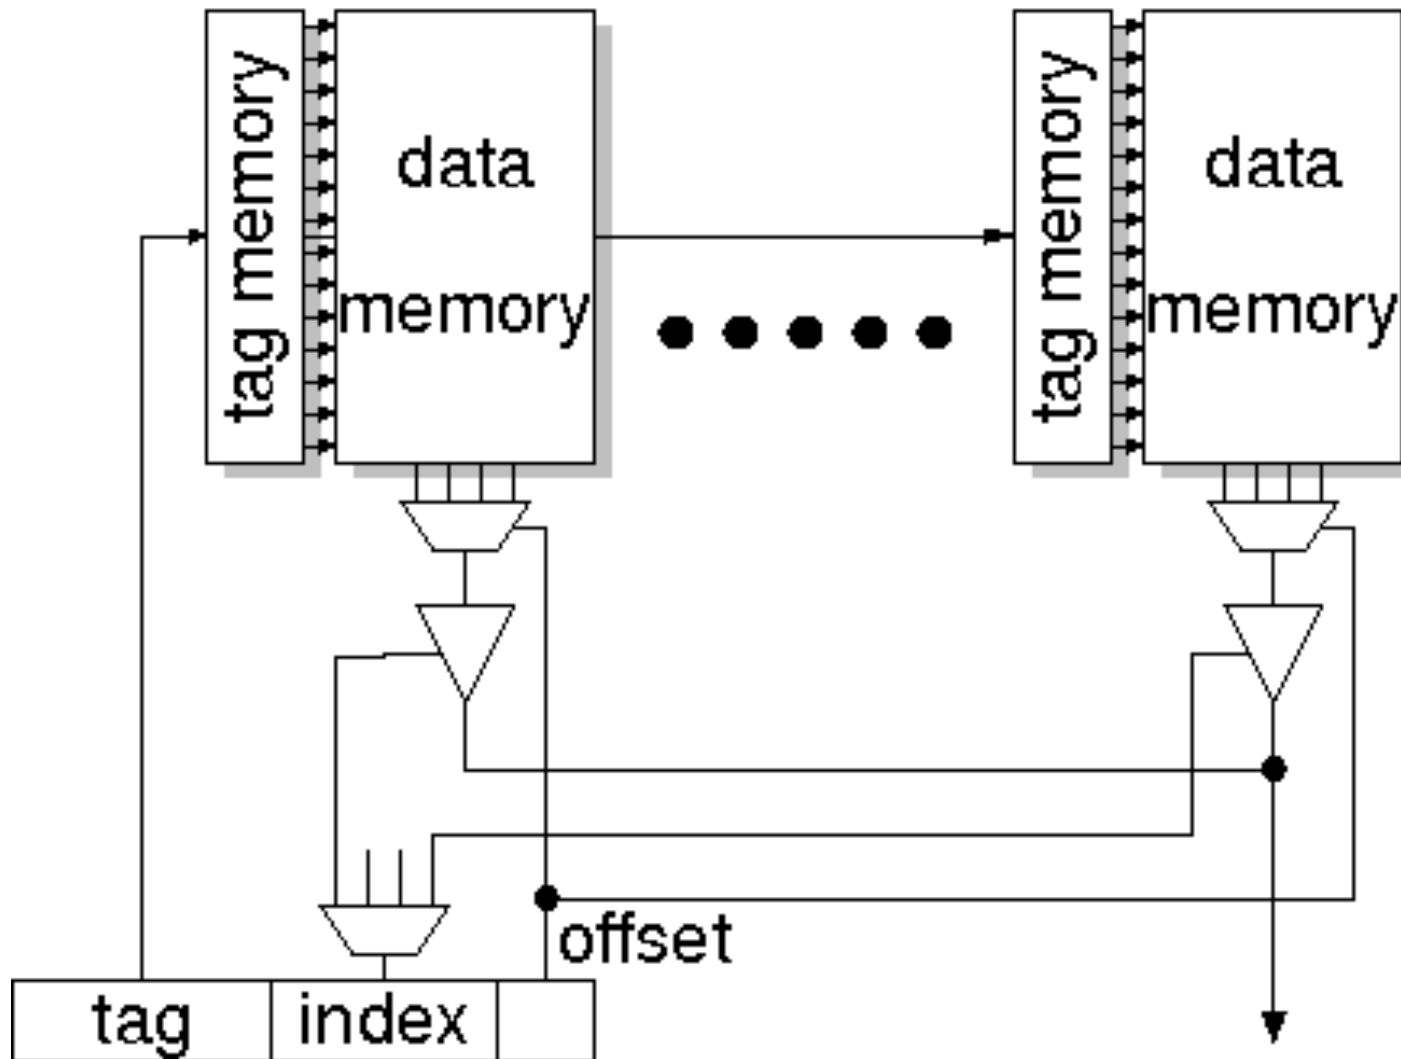 tag memory
data
memory
tag memory
data
memory
offset
tag
index